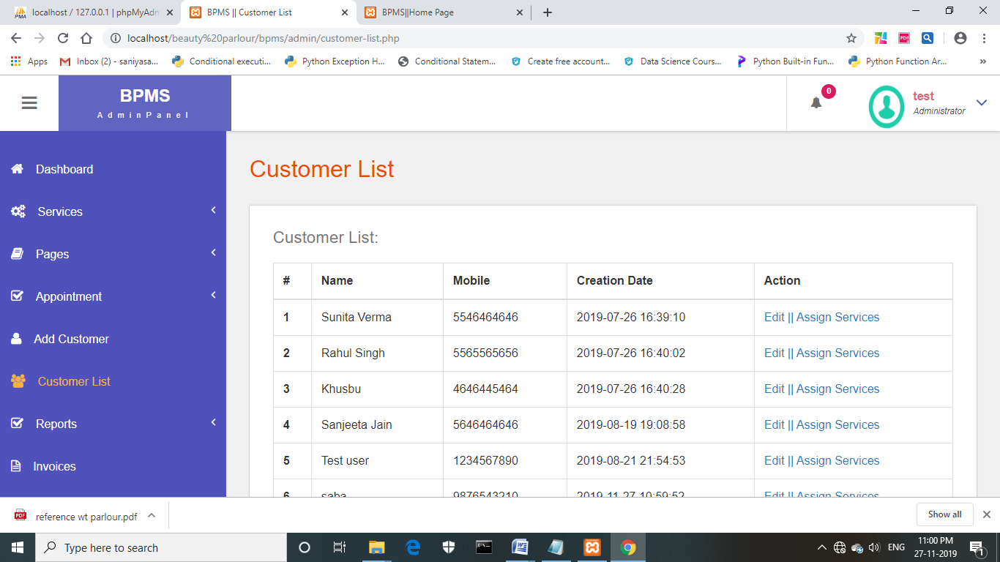 localhost / 127.0.0.1 | phpMyAdm
BPMS || Customer List
BPMS||Home Page
localhost/beauty%20parlour/bpms/admin/customer-list.php
Apps
Inbox (2) - saniyasa...
Conditional executi...
Python Exception H...
Conditional Statem...
Create free account...
Data Science Cours...
Python Built-in Fun...
Python Function Ar...
»
BPMS
AdminPanel
0
test
Administrator
Dashboard
Services
Pages
Appointment
Add Customer
Customer List
Reports
Invoices
Customer List
Customer List:
# Name Mobile Creation Date Action
1 Sunita Verma 5546464646 2019-07-26 16:39:10 Edit || Assign Services
2 Rahul Singh 5565565656 2019-07-26 16:40:02 Edit || Assign Services
3 Khusbu 4646445464 2019-07-26 16:40:28 Edit || Assign Services
4 Sanjeeta Jain 5646464646 2019-08-19 19:08:58 Edit || Assign Services
5 Test user 1234567890 2019-08-21 21:54:53 Edit || Assign Services
6 saba 9876543210 2019-11-27 10:59:52 Edit || Assign Services
PDF
reference wt parlour.pdf
Show all
Type here to search
ENG
11:00 PM
27-11-2019
1